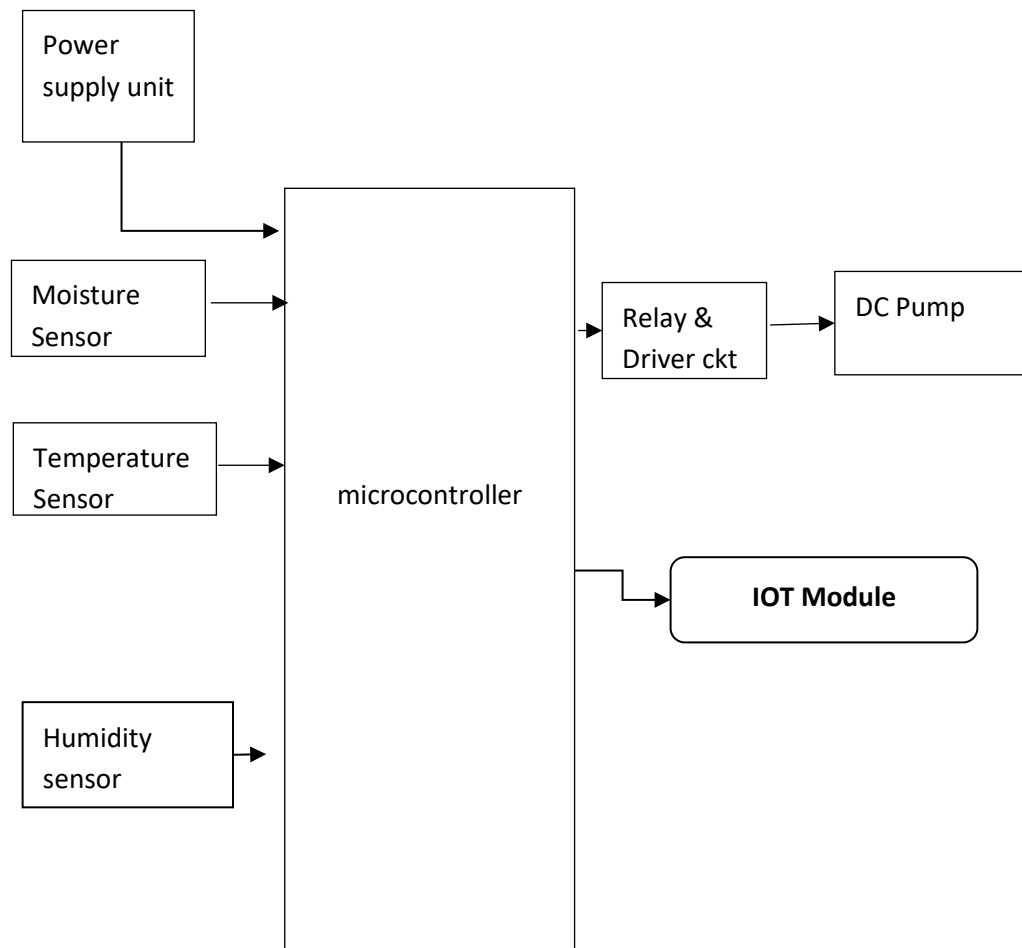 Power
supply unit
Moisture
Sensor
Relay &
Driver ckt
DC Pump
Temperature
Sensor
microcontroller
IOT Module
Humidity
sensor